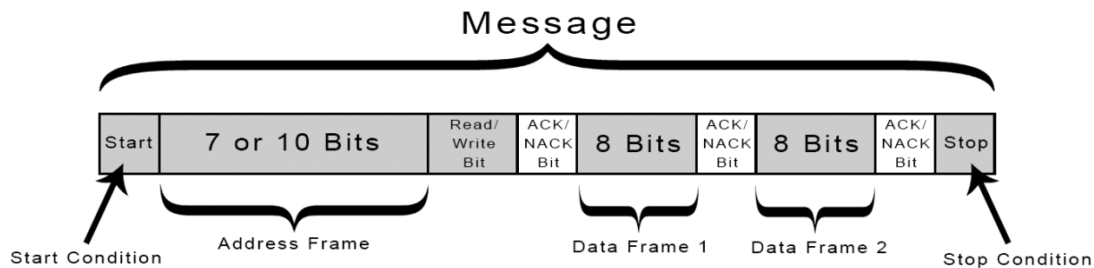 Message
Start
7 or 10 Bits
Read/
Write
Bit
ACK/
NACK
Bit
8 Bits
ACK/
NACK
Bit
8 Bits
ACK/
NACK
Bit
Stop
Address Frame
Data Frame 1
Data Frame 2
Start Condition
Stop Condition